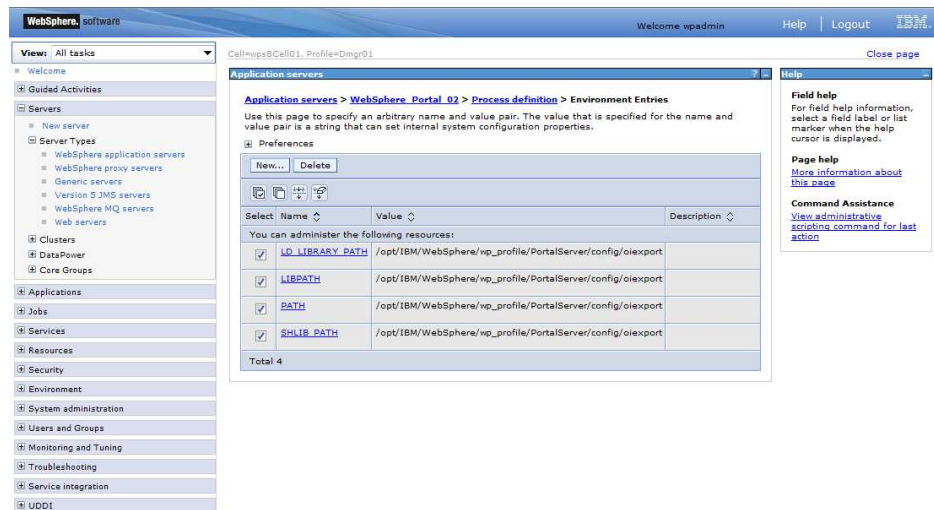 WebSphere. software
Welcome wpadmin
Help
Logout
IBM.
View: All tasks
Welcome
Guided Activities
Servers
New server
Server Types
WebSphere application servers
WebSphere proxy servers
Generic servers
Version 5 JMS servers
WebSphere MQ servers
Web servers
Clusters
DataPower
Core Groups
Applications
Jobs
Services
Resources
Security
Environment
System administration
Users and Groups
Monitoring and Tuning
Troubleshooting
Service integration
UDDI
Cell=wps8Cell01, Profile=Dmgr01
Close page
Application servers
? -
Application servers > WebSphere_Portal_02 > Process definition > Environment Entries
Use this page to specify an arbitrary name and value pair. The value that is specified for the name and
value pair is a string that can set internal system configuration properties.
Preferences
New... Delete
Select Name Value Description
You can administer the following resources:
LD_LIBRARY_PATH /opt/IBM/WebSphere/wp_profile/PortalServer/config/oiexport
LIBPATH /opt/IBM/WebSphere/wp_profile/PortalServer/config/oiexport
PATH /opt/IBM/WebSphere/wp_profile/PortalServer/config/oiexport
SHLIB_PATH /opt/IBM/WebSphere/wp_profile/PortalServer/config/oiexport
Total 4
Help
Field help
For field help information,
select a field label or list
marker when the help
cursor is displayed.
Page help
More information about
this page
Command Assistance
View administrative
scripting command for last
action